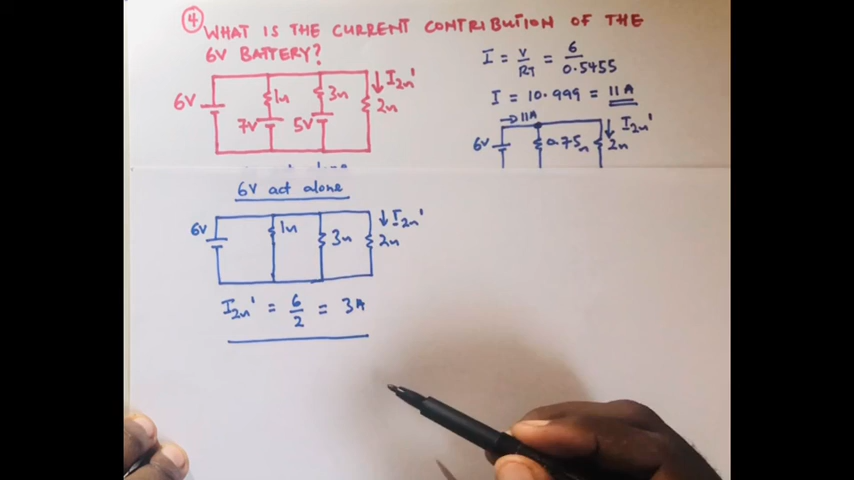 ④ WHAT IS THE CURRENT CONTRIBUTION OF THE
6V BATTERY?
6V
1Ω
7V
3Ω
5V
I2Ω'
2Ω
6V act alone
6V
1Ω
3Ω
I2Ω'
2Ω
I2Ω' = 6/2 = 3A
I = V/RT = 6/0.5455
I = 10.999 = 11A
→11A
6V
0.75Ω
I2Ω'
2Ω